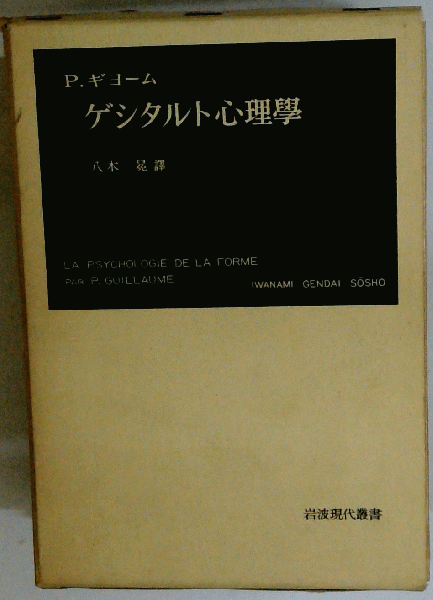 P. ギヨーム
ゲシタルト心理學
八木 冕 譯
LA PSYCHOLOGIE DE LA FORME
PAR P. GUILLAUME
IWANAMI GENDAI SŌSHO
岩波現代叢書